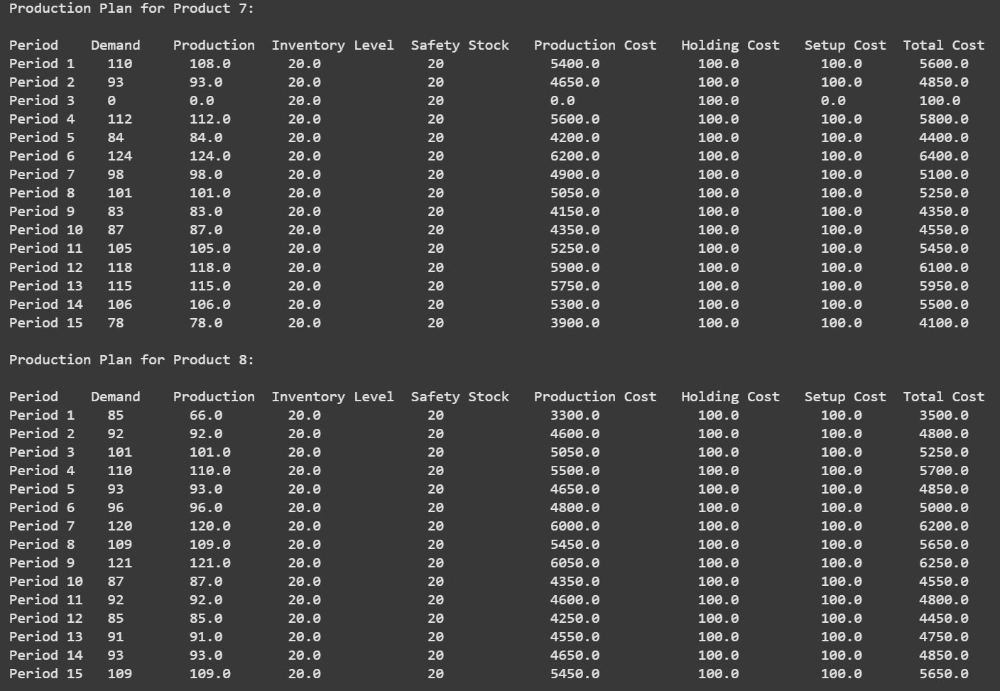 Production Plan for Product 7:
Period Demand Production Inventory Level Safety Stock Production Cost Holding Cost Setup Cost Total Cost
Period 1 110 108.0 20.0 20 5400.0 100.0 100.0 5600.0
Period 2 93 93.0 20.0 20 4650.0 100.0 100.0 4850.0
Period 3 0 0.0 20.0 20 0.0 100.0 0.0 100.0
Period 4 112 112.0 20.0 20 5600.0 100.0 100.0 5800.0
Period 5 84 84.0 20.0 20 4200.0 100.0 100.0 4400.0
Period 6 124 124.0 20.0 20 6200.0 100.0 100.0 6400.0
Period 7 98 98.0 20.0 20 4900.0 100.0 100.0 5100.0
Period 8 101 101.0 20.0 20 5050.0 100.0 100.0 5250.0
Period 9 83 83.0 20.0 20 4150.0 100.0 100.0 4350.0
Period 10 87 87.0 20.0 20 4350.0 100.0 100.0 4550.0
Period 11 105 105.0 20.0 20 5250.0 100.0 100.0 5450.0
Period 12 118 118.0 20.0 20 5900.0 100.0 100.0 6100.0
Period 13 115 115.0 20.0 20 5750.0 100.0 100.0 5950.0
Period 14 106 106.0 20.0 20 5300.0 100.0 100.0 5500.0
Period 15 78 78.0 20.0 20 3900.0 100.0 100.0 4100.0
Production Plan for Product 8:
Period Demand Production Inventory Level Safety Stock Production Cost Holding Cost Setup Cost Total Cost
Period 1 85 66.0 20.0 20 3300.0 100.0 100.0 3500.0
Period 2 92 92.0 20.0 20 4600.0 100.0 100.0 4800.0
Period 3 101 101.0 20.0 20 5050.0 100.0 100.0 5250.0
Period 4 110 110.0 20.0 20 5500.0 100.0 100.0 5700.0
Period 5 93 93.0 20.0 20 4650.0 100.0 100.0 4850.0
Period 6 96 96.0 20.0 20 4800.0 100.0 100.0 5000.0
Period 7 120 120.0 20.0 20 6000.0 100.0 100.0 6200.0
Period 8 109 109.0 20.0 20 5450.0 100.0 100.0 5650.0
Period 9 121 121.0 20.0 20 6050.0 100.0 100.0 6250.0
Period 10 87 87.0 20.0 20 4350.0 100.0 100.0 4550.0
Period 11 92 92.0 20.0 20 4600.0 100.0 100.0 4800.0
Period 12 85 85.0 20.0 20 4250.0 100.0 100.0 4450.0
Period 13 91 91.0 20.0 20 4550.0 100.0 100.0 4750.0
Period 14 93 93.0 20.0 20 4650.0 100.0 100.0 4850.0
Period 15 109 109.0 20.0 20 5450.0 100.0 100.0 5650.0